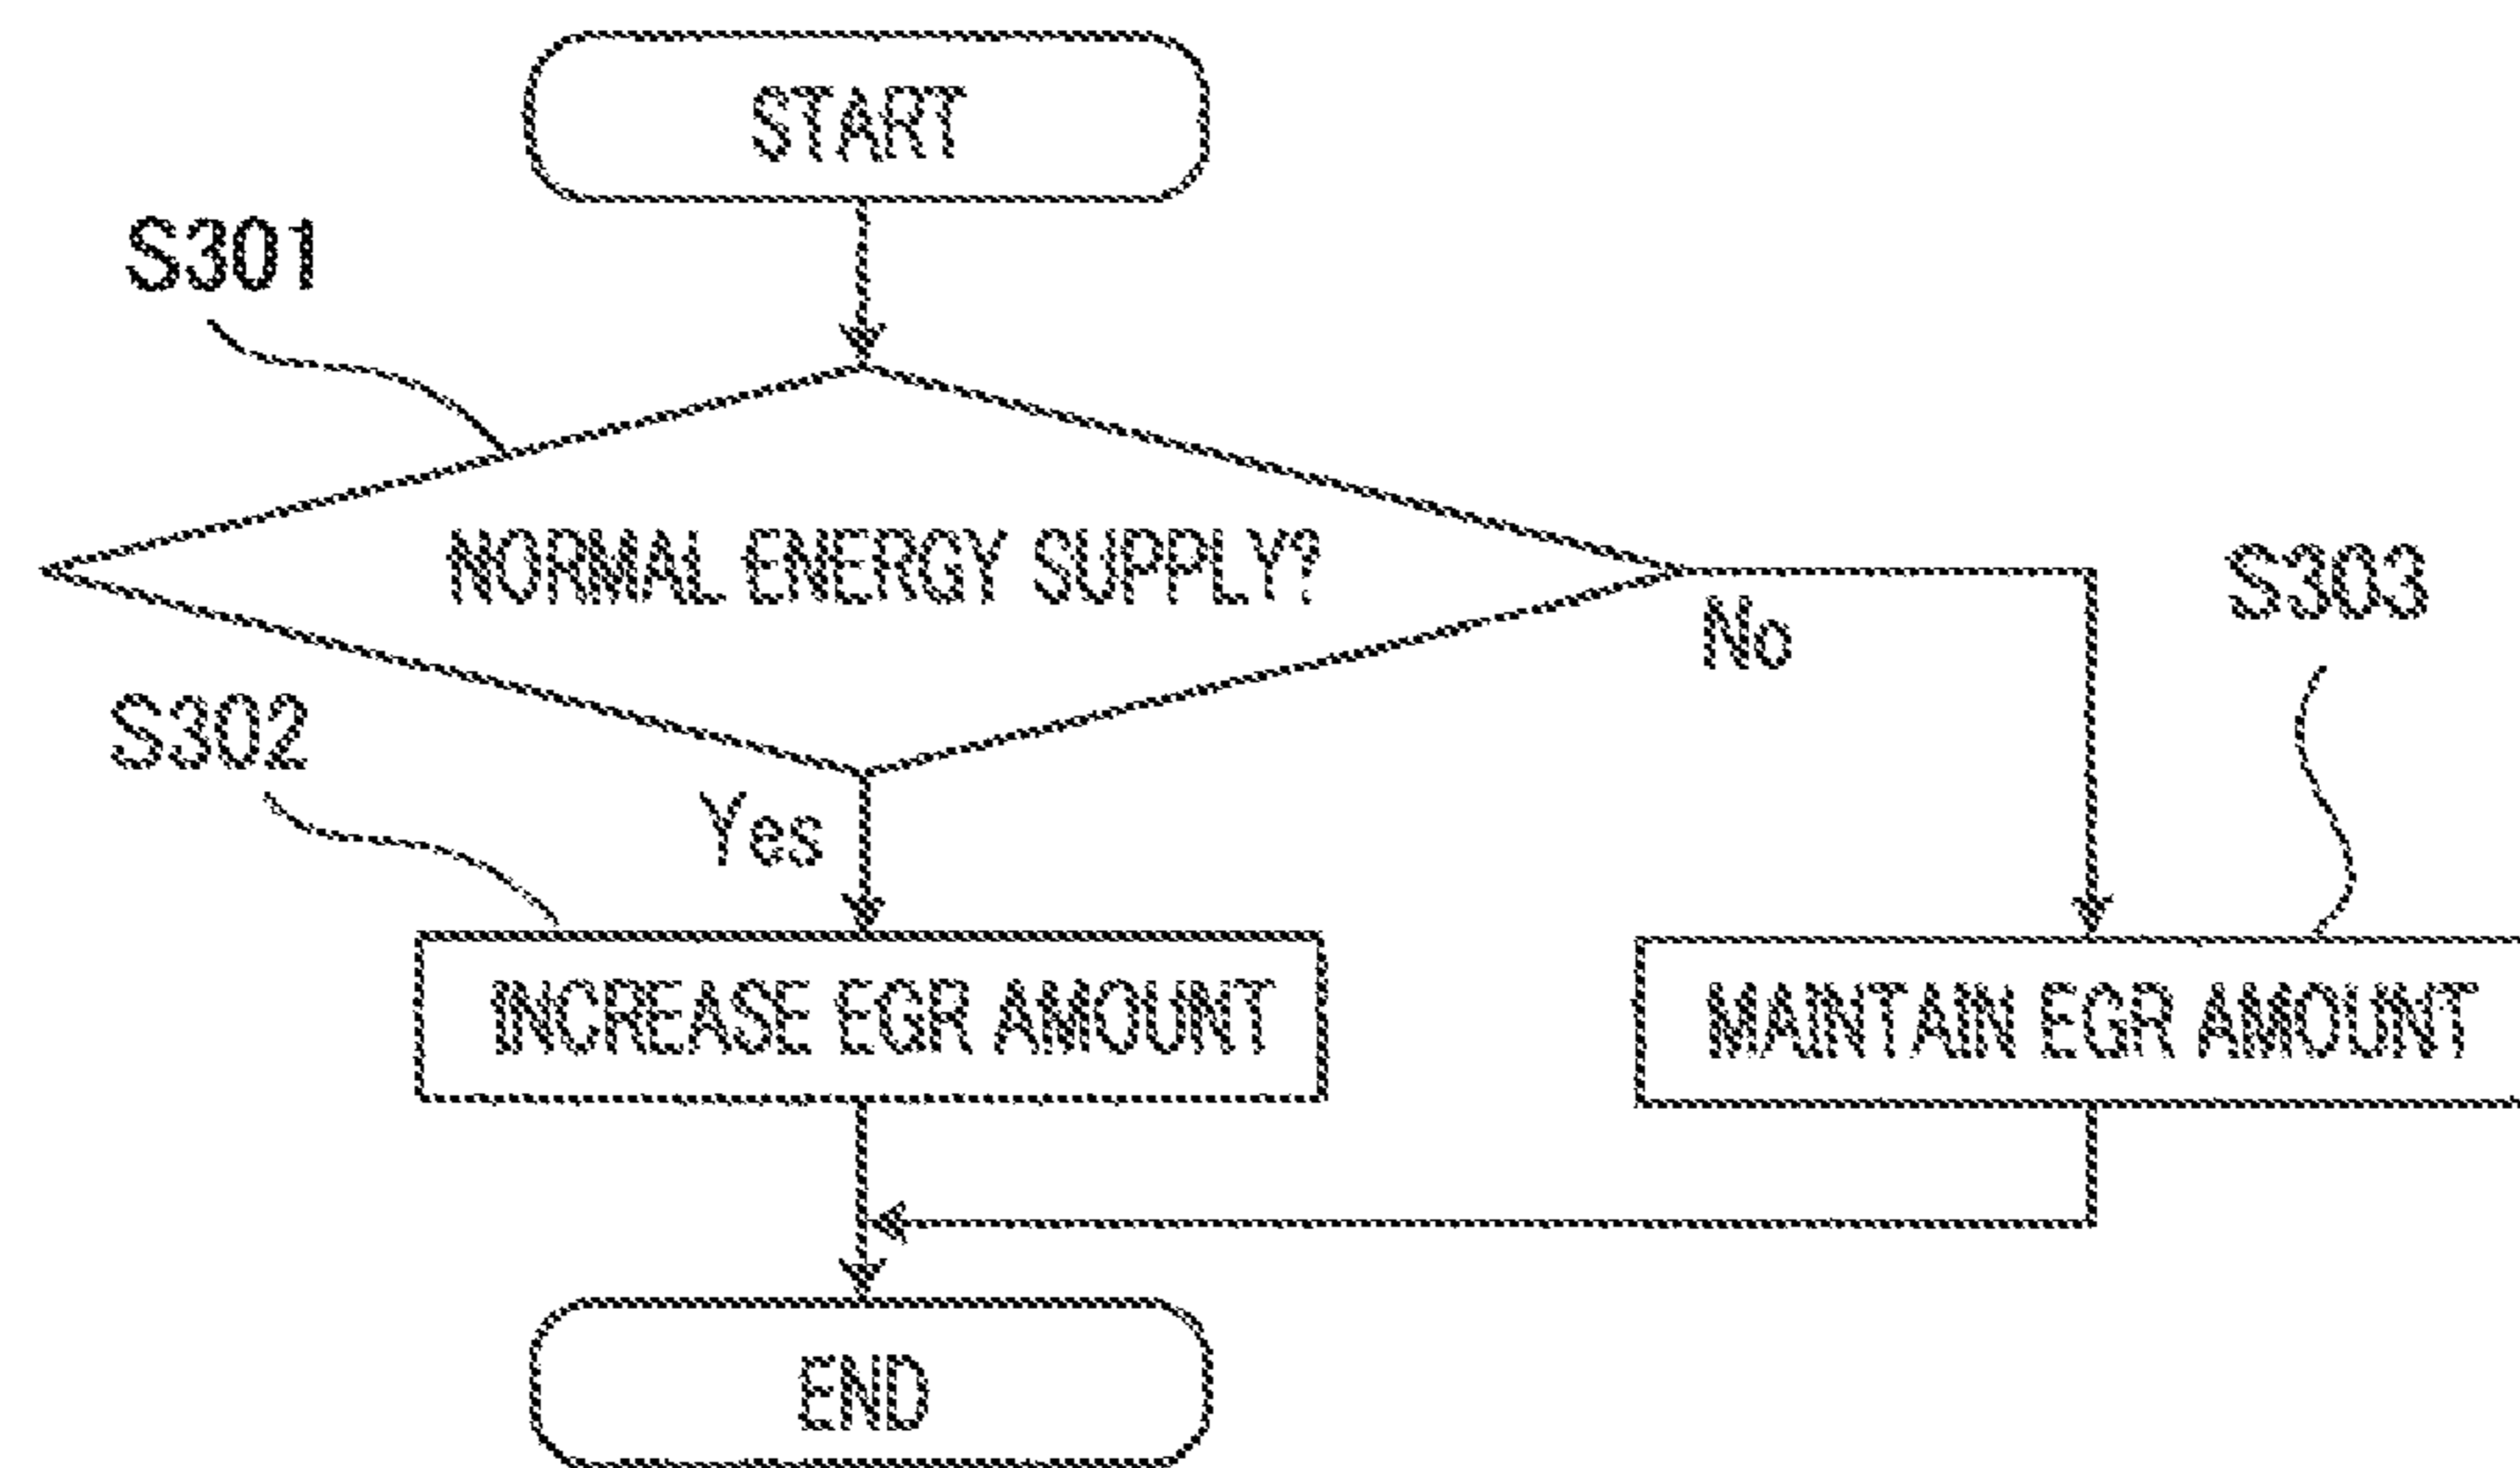 START
S301
NORMAL ENERGY SUPPLY?
No
S303
S302
Yes
INCREASE EGR AMOUNT
MAINTAIN EGR AMOUNT
END